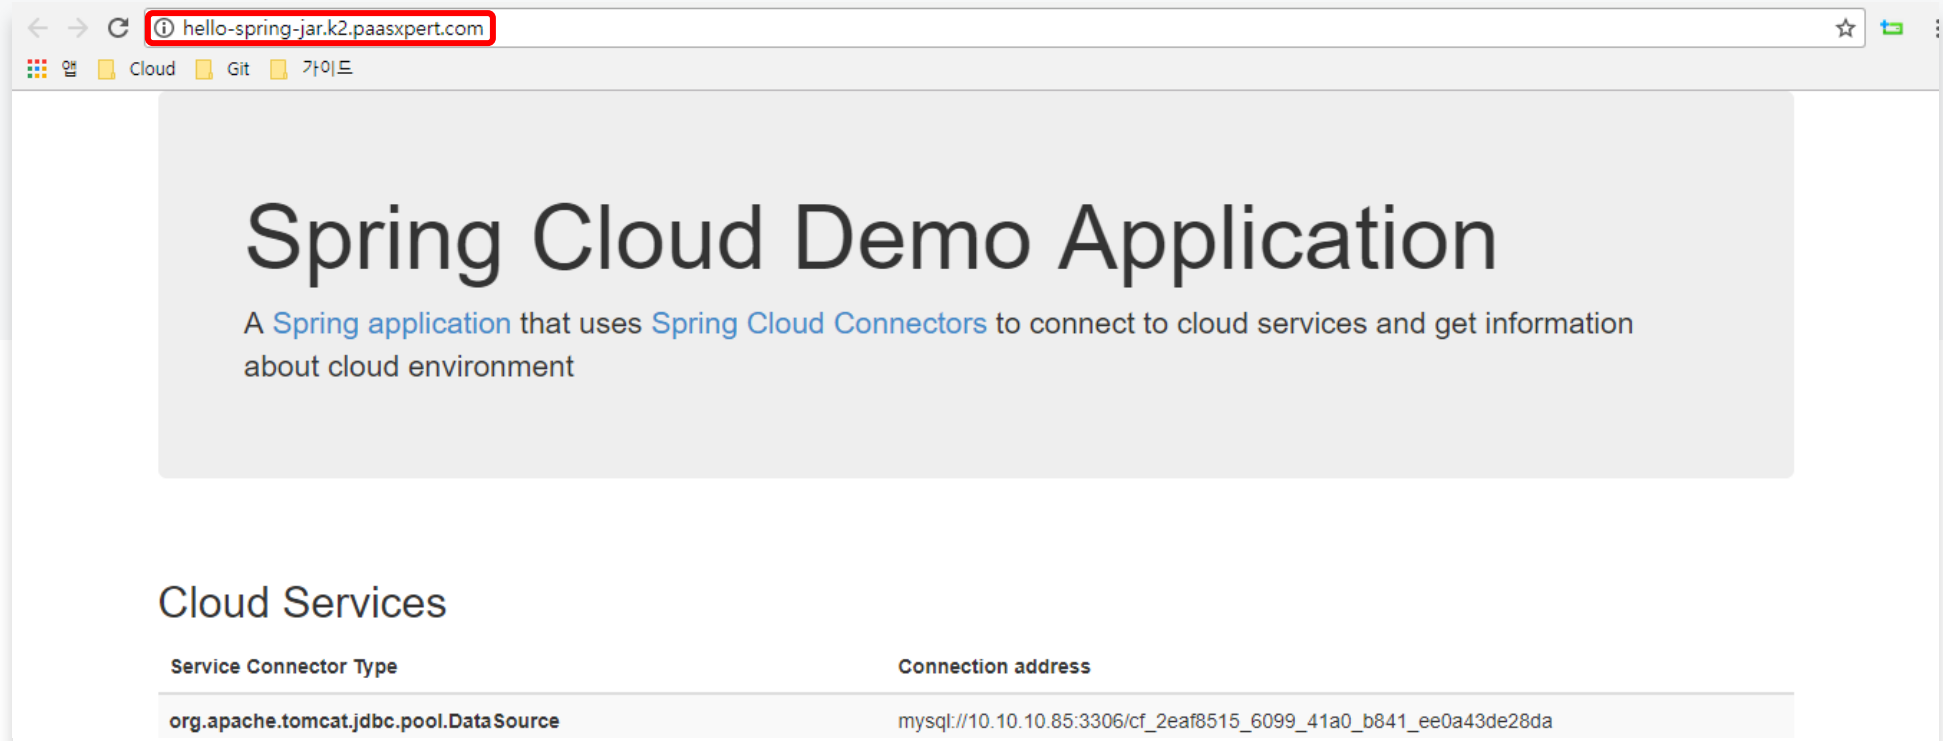 hello-spring-jar.k2.paasxpert.com
앱 Cloud Git 가이드
Spring Cloud Demo Application
A Spring application that uses Spring Cloud Connectors to connect to cloud services and get information
about cloud environment
Cloud Services
Service Connector Type Connection address
org.apache.tomcat.jdbc.pool.DataSource mysql://10.10.10.85:3306/cf_2eaf8515_6099_41a0_b841_ee0a43de28da